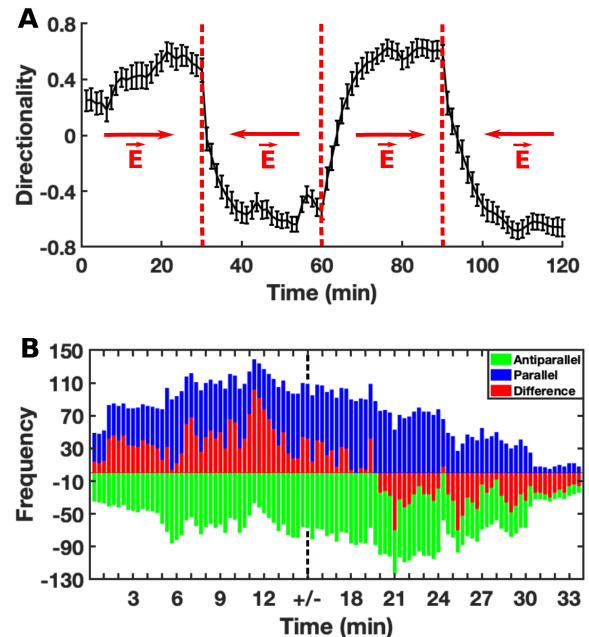 A
0.8
0.4
0
-0.4
-0.8
Directionality
E
E
E
E
0 20 40 60 80 100 120
Time (min)
B
150
110
70
30
-10
-50
-90
-130
Frequency
Antiparallel
Parallel
Difference
3 6 9 12 +/- 18 21 24 27 30 33
Time (min)